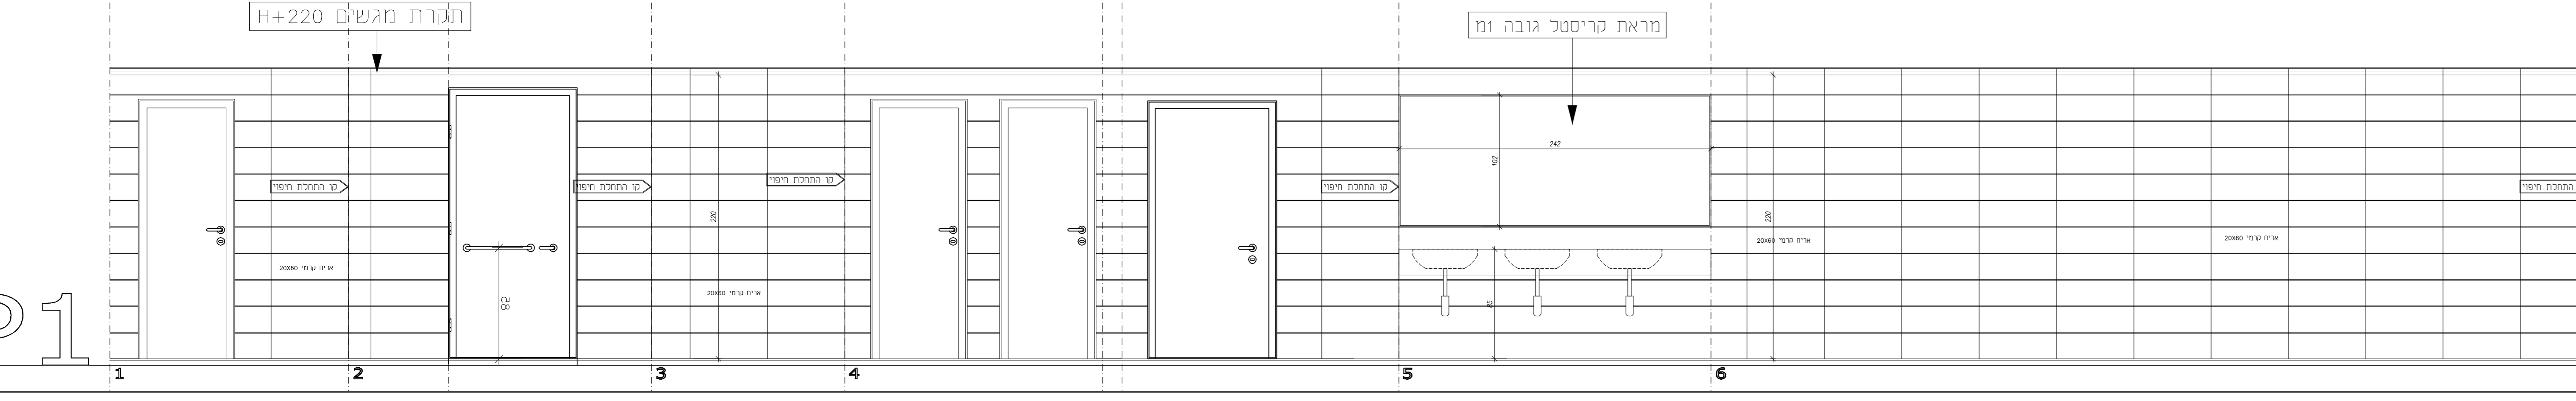 תקרת מגשים H+220
מראת קריסטל גובה 1מ
242
102
קו התחלת חיפוי
קו התחלת חיפוי
קו התחלת חיפוי
קו התחלת חיפוי
התחלת חיפוי
220
220
אריח קרמי 20X60
אריח קרמי 20X60
אריח קרמי 20X60
אריח קרמי 20X60
85
85
P1
1
2
3
4
5
6